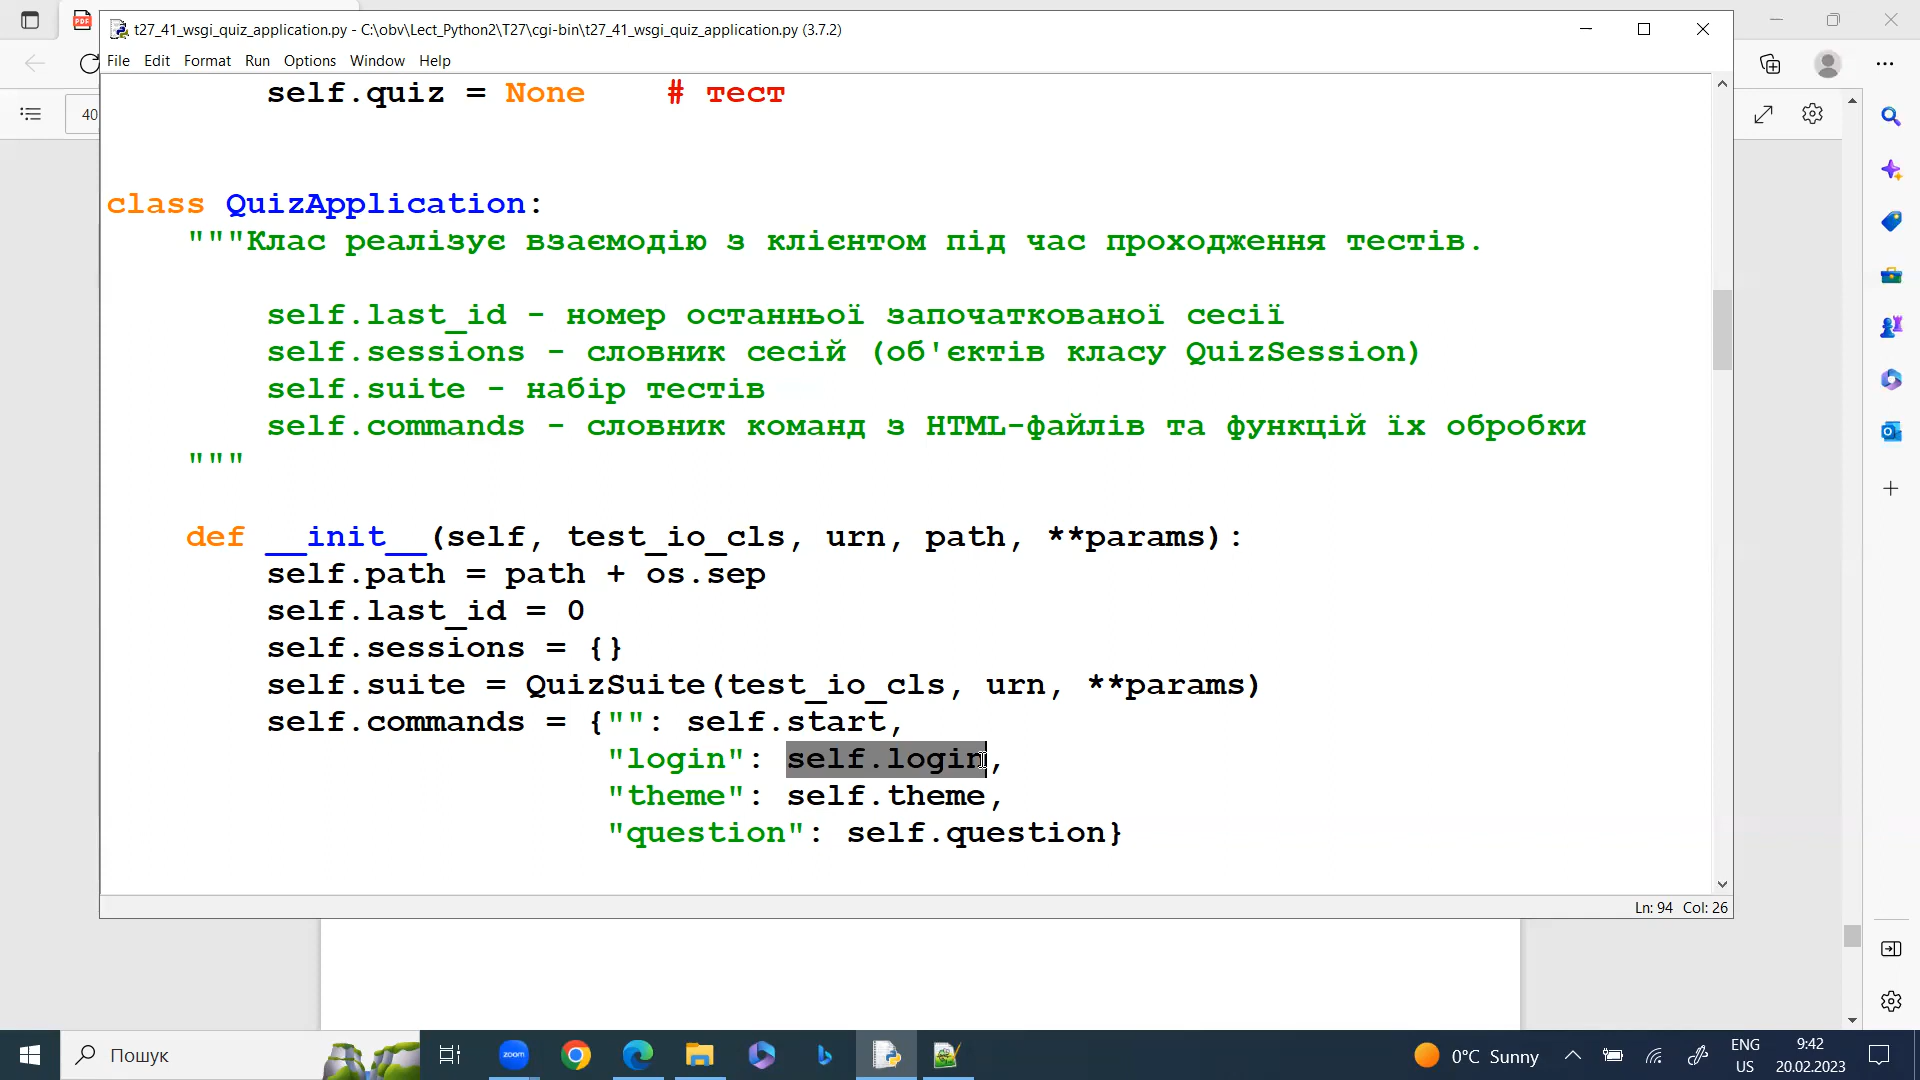 t27_41_wsgi_quiz_application.py - C:\obv\Lect_Python2\T27\cgi-bin\t27_41_wsgi_quiz_application.py (3.7.2)
File Edit Format Run Options Window Help
40
self.quiz = None    # тест
class QuizApplication:
"""Клас реалізує взаємодію з клієнтом під час проходження тестів.
self.last_id - номер останньої започаткованої сесії
self.sessions - словник сесій (об'єктів класу QuizSession)
self.suite - набір тестів
self.commands - словник команд з HTML-файлів та функцій їх обробки
"""
def __init__(self, test_io_cls, urn, path, **params):
self.path = path + os.sep
self.last_id = 0
self.sessions = {}
self.suite = QuizSuite(test_io_cls, urn, **params)
self.commands = {"": self.start,
"login": self.login,
"theme": self.theme,
"question": self.question}
Ln: 94 Col: 26
Пошук
zoom
0°C Sunny
ENG
US
9:42
20.02.2023